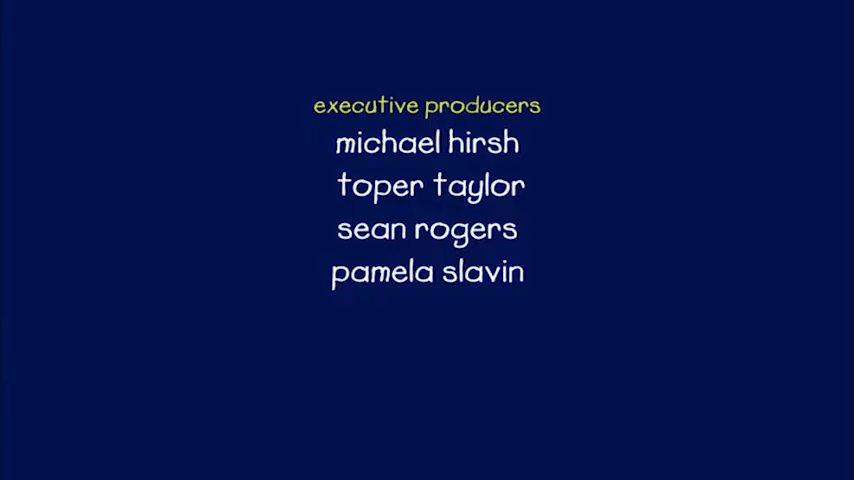 executive producers
michael hirsh
toper taylor
sean rogers
pamela slavin